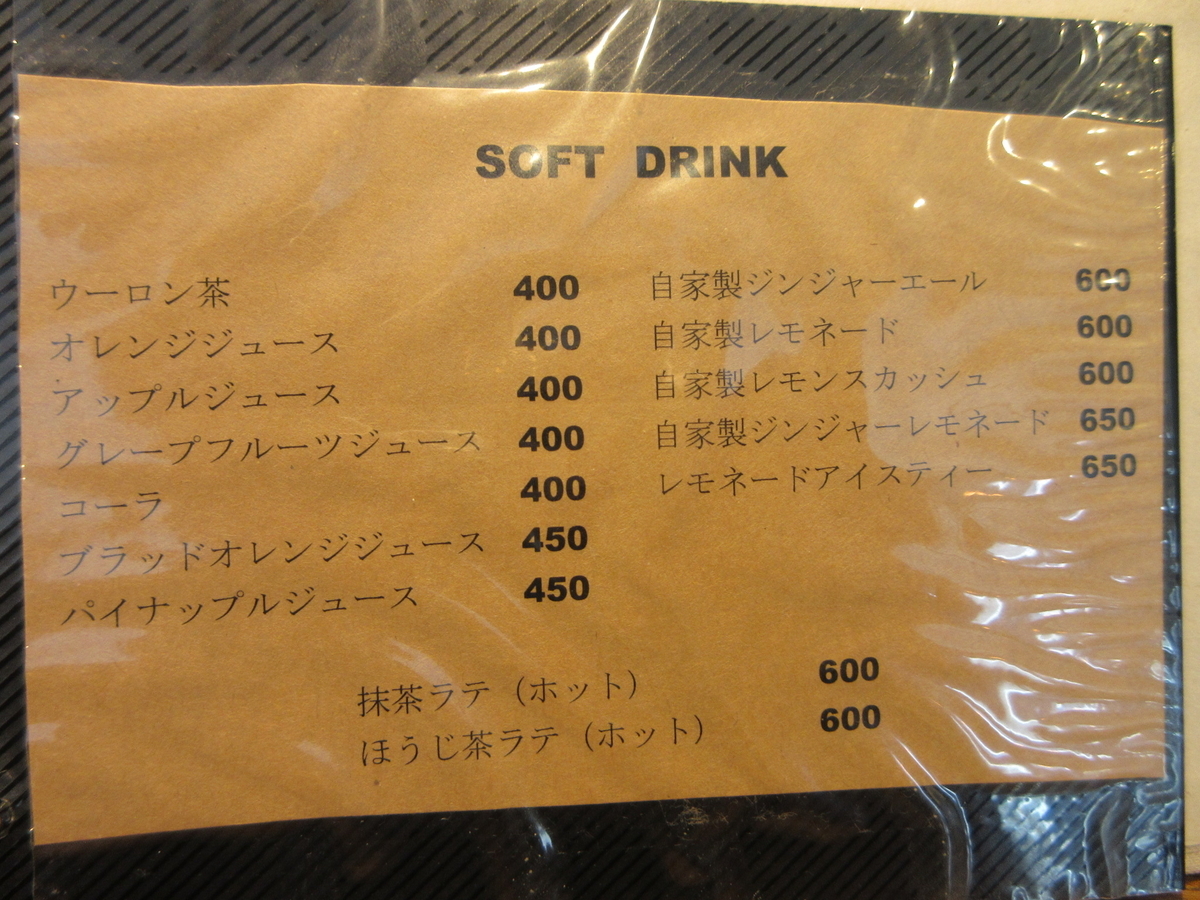 SOFT DRINK
ウーロン茶 400
オレンジジュース 400
アップルジュース 400
グレープフルーツジュース 400
コーラ 400
ブラッドオレンジジュース 450
パイナップルジュース 450
自家製ジンジャーエール 600
自家製レモネード 600
自家製レモンスカッシュ 600
自家製ジンジャーレモネード 650
レモネードアイスティー 650
抹茶ラテ（ホット） 600
ほうじ茶ラテ（ホット） 600